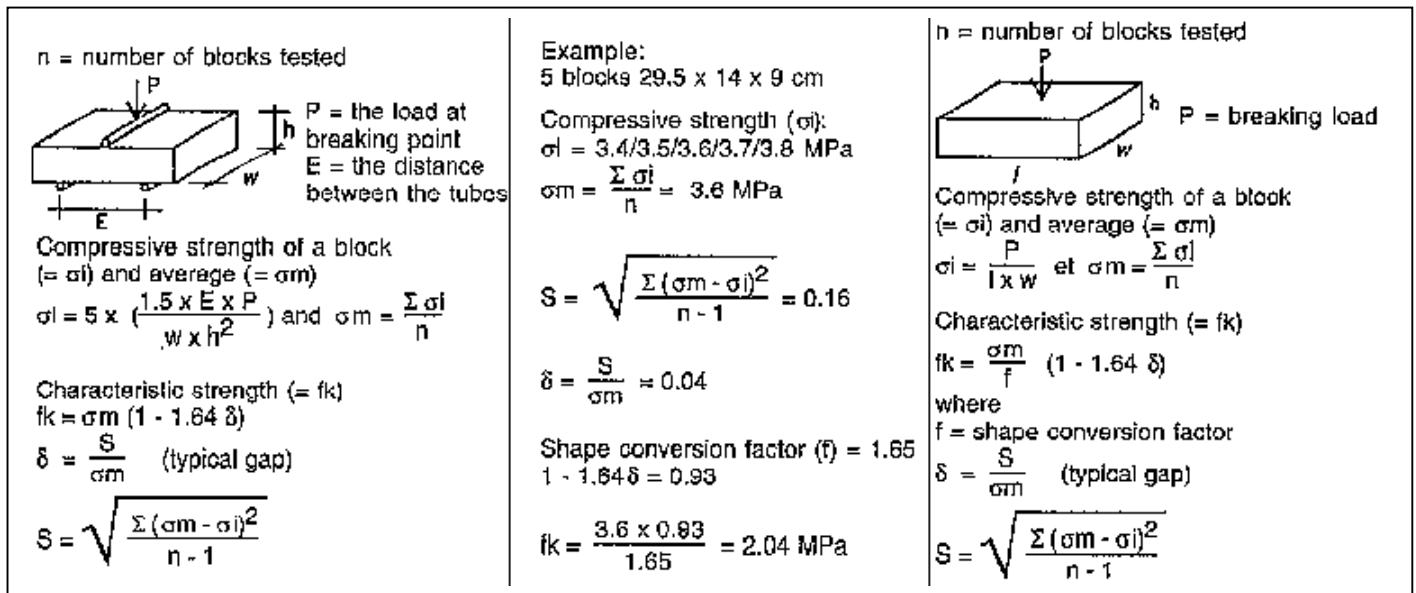 n = number of blocks tested
P
P = the load at
breaking point
E = the distance
between the tubes
h
w
E
Compressive strength of a block
(= σi) and average (= σm)
σi = 5 x (1.5 x E x P / w x h²) and σm = Σ σi / n
Characteristic strength (= fk)
fk = σm (1 - 1.64 δ)
δ = S / σm (typical gap)
S = √ Σ (σm - σi)² / n - 1
Example:
5 blocks 29.5 x 14 x 9 cm
Compressive strength (σi):
σi = 3.4/3.5/3.6/3.7/3.8 MPa
σm = Σ σi / n = 3.6 MPa
S = √ Σ (σm - σi)² / n - 1 = 0.16
δ = S / σm = 0.04
Shape conversion factor (f) = 1.65
1 - 1.64 δ = 0.93
fk = 3.6 x 0.93 / 1.65 = 2.04 MPa
n = number of blocks tested
P
h
P = breaking load
w
l
Compressive strength of a block
(= σi) and average (= σm)
σi = P / l x w et σm = Σ σi / n
Characteristic strength (= fk)
fk = σm / f (1 - 1.64 δ)
where
f = shape conversion factor
δ = S / σm (typical gap)
S = √ Σ (σm - σi)² / n - 1